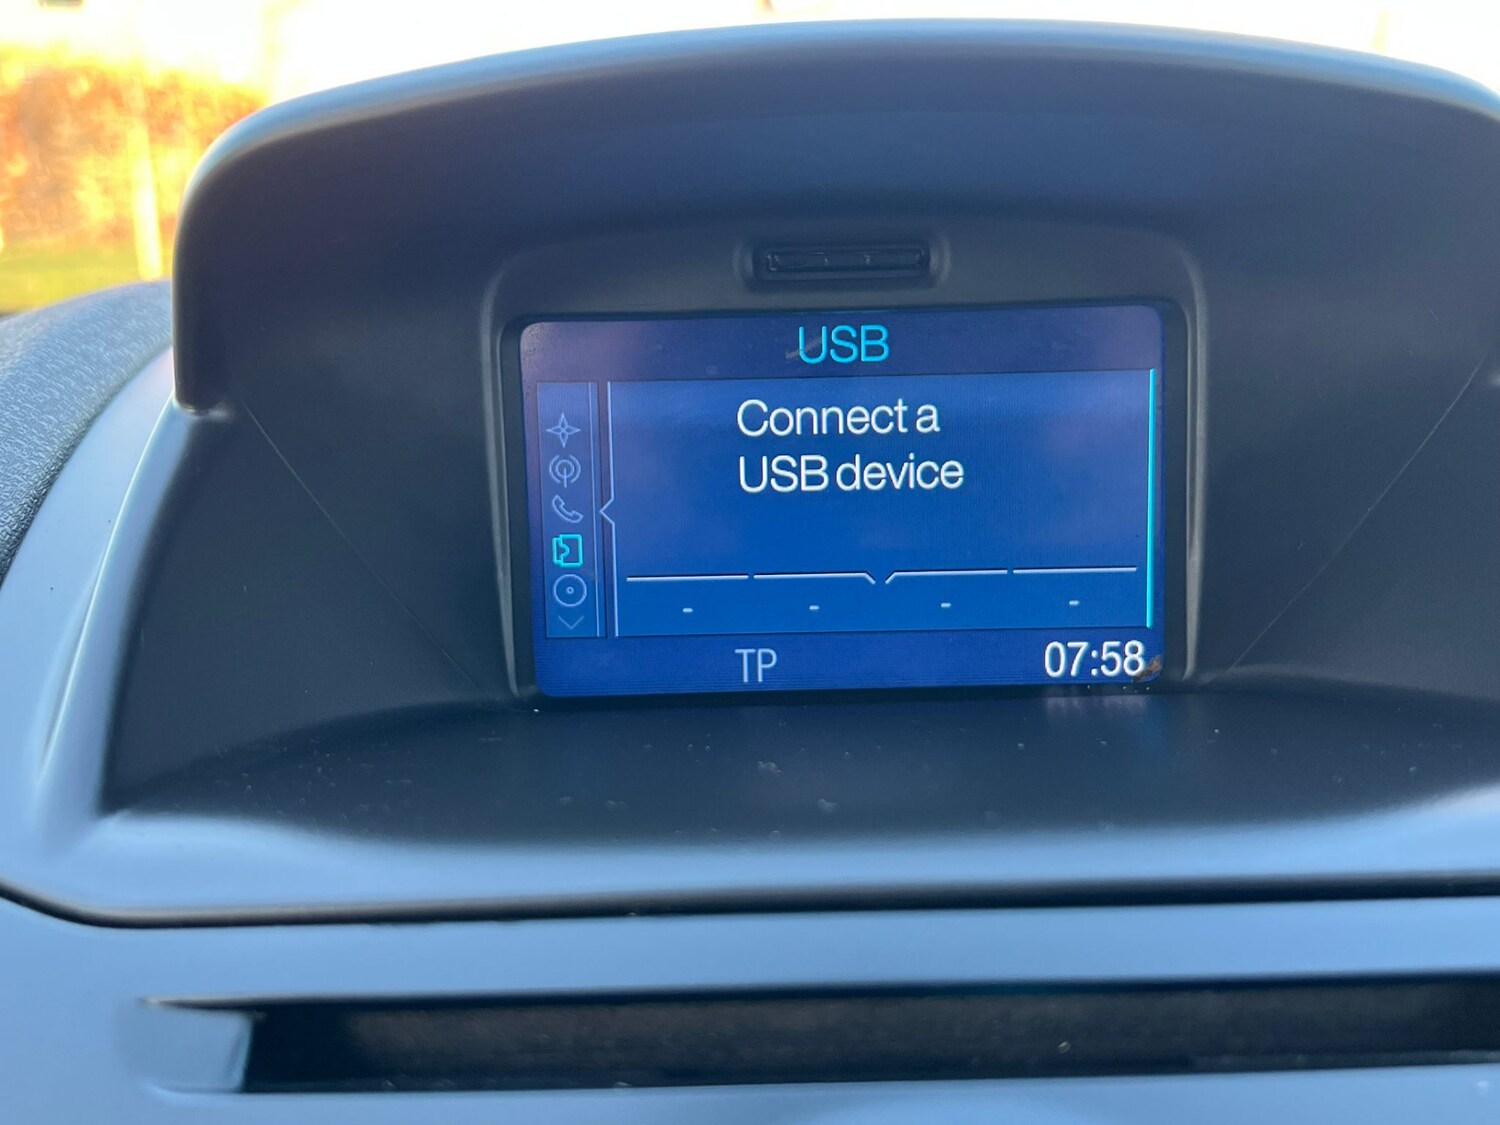 USB
Connect a
USB device
- - - -
TP 07:58